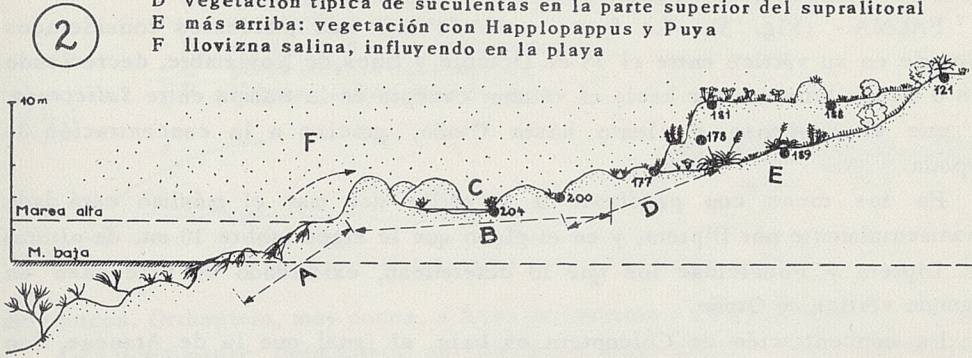 D vegetación típica de suculentas en la parte superior del supralitoral
2
E más arriba: vegetación con Happlopappus y Puya
F llovizna salina, influyendo en la playa
10m
F
181
188
121
178
189
177
E
Marea alta
C
204
200
D
B
M. baja
A